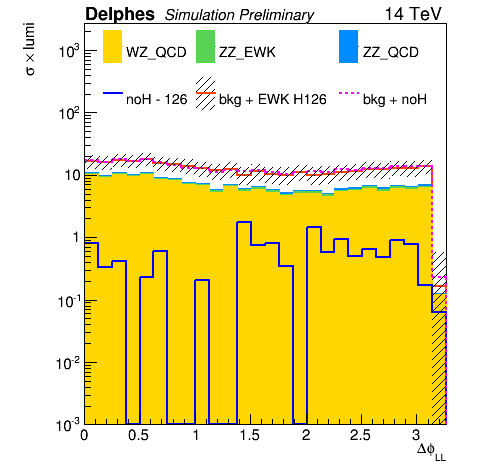 Delphes Simulation Preliminary 14 TeV
σ × lumi
WZ_QCD ZZ_EWK ZZ_QCD
noH - 126 bkg + EWK H126 bkg + noH
10³
10²
10
1
10⁻¹
10⁻²
10⁻³
0 0.5 1 1.5 2 2.5 3
Δϕ_LL